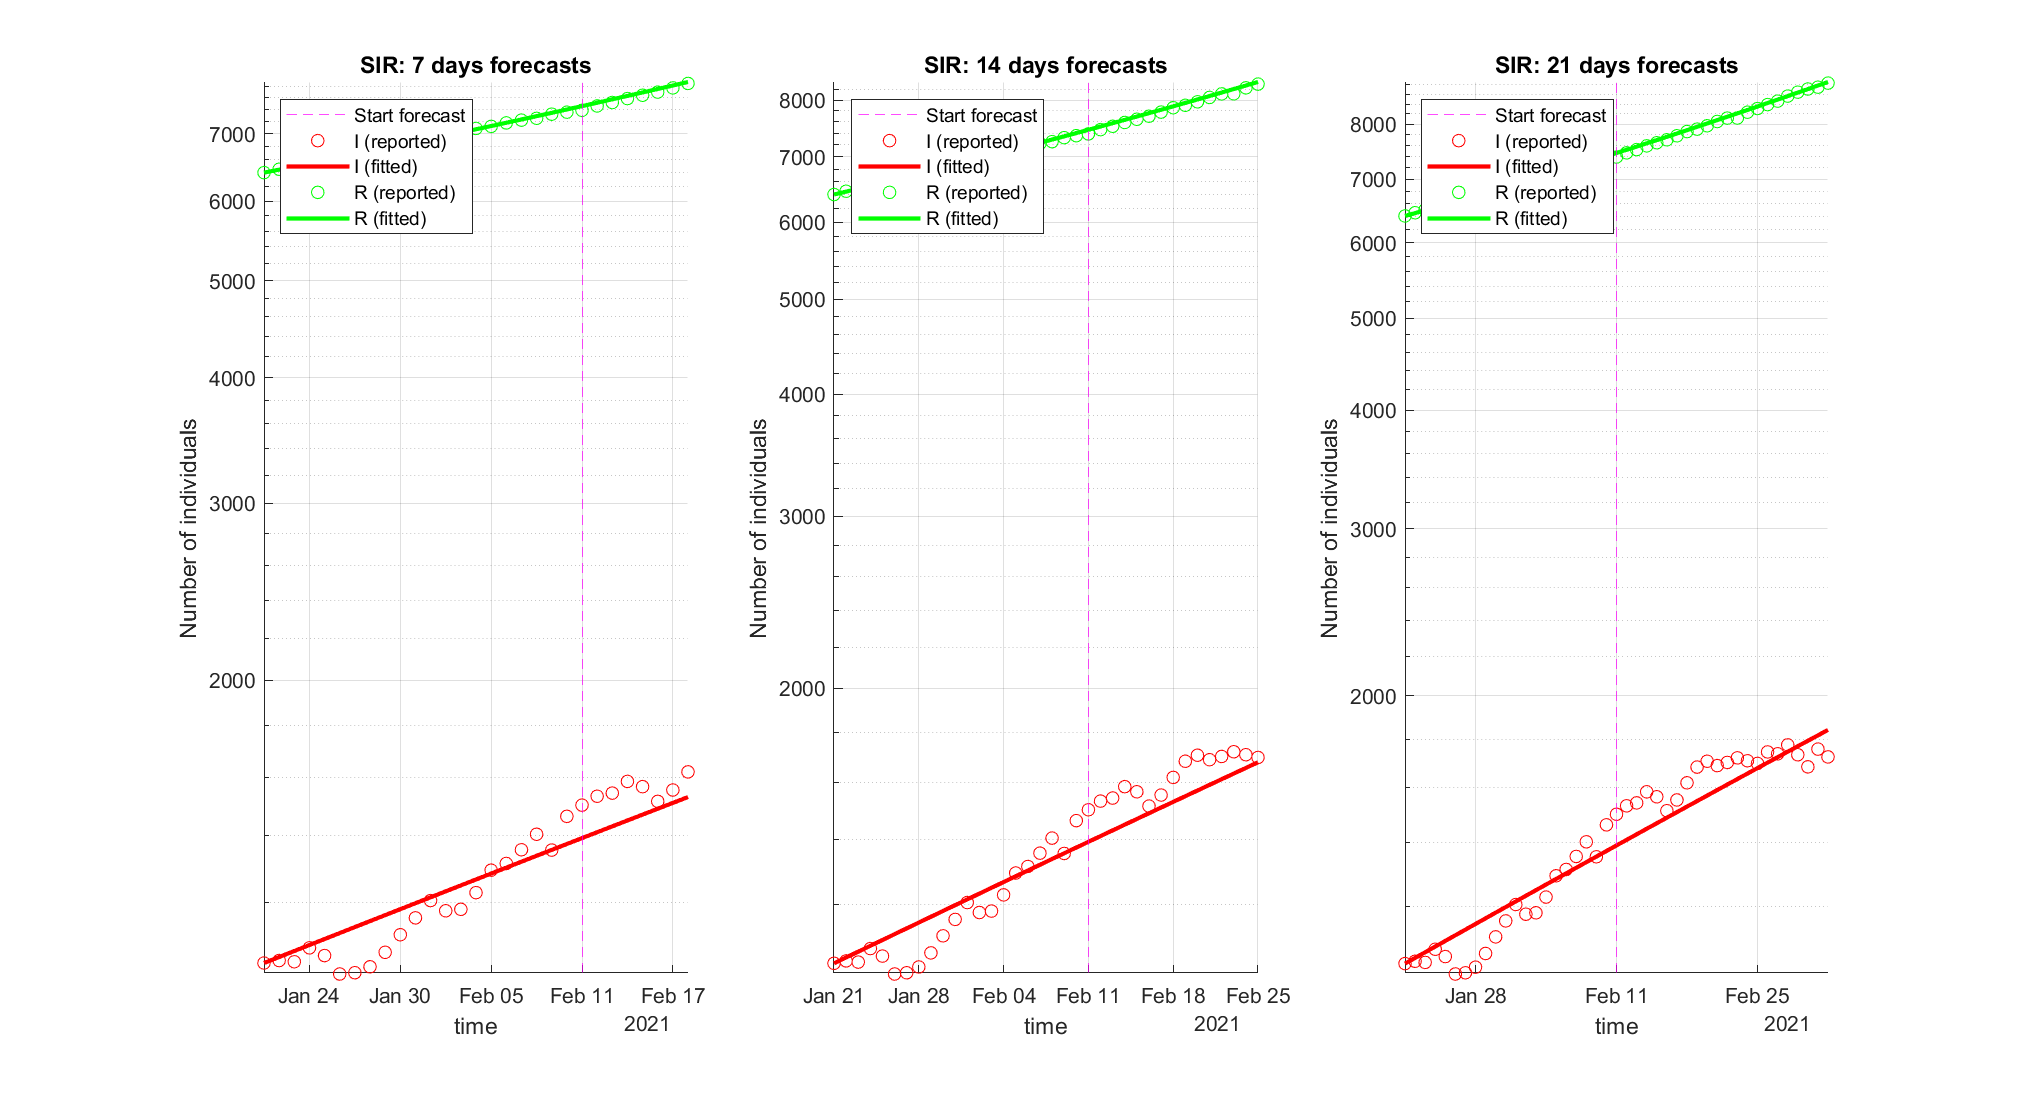 SIR: 7 days forecasts
Start forecast
I (reported)
I (fitted)
R (reported)
R (fitted)
7000
6000
5000
4000
3000
2000
Number of individuals
Jan 24
Jan 30
Feb 05
Feb 11
Feb 17
time
2021
SIR: 14 days forecasts
Start forecast
I (reported)
I (fitted)
R (reported)
R (fitted)
8000
7000
6000
5000
4000
3000
2000
Number of individuals
Jan 21
Jan 28
Feb 04
Feb 11
Feb 18
Feb 25
time
2021
SIR: 21 days forecasts
Start forecast
I (reported)
I (fitted)
R (reported)
R (fitted)
8000
7000
6000
5000
4000
3000
2000
Number of individuals
Jan 28
Feb 11
Feb 25
time
2021